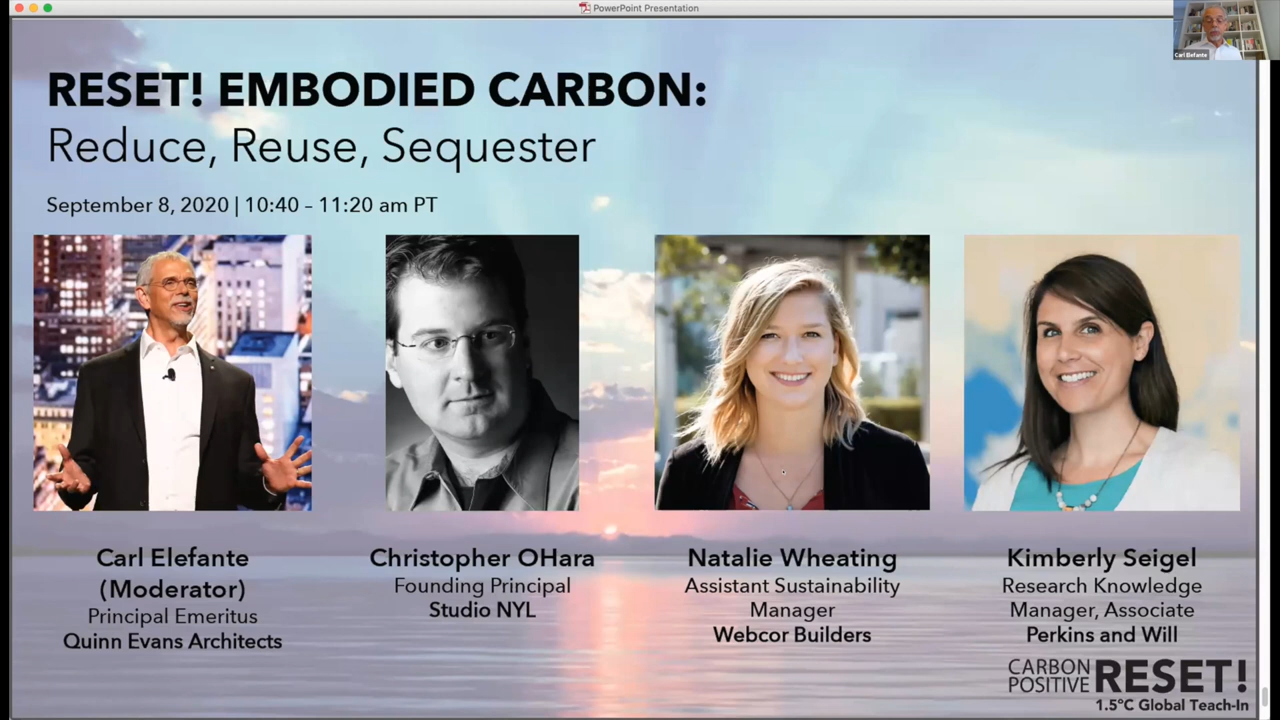 PowerPoint Presentation
Carl Elefante
RESET! EMBODIED CARBON:
Reduce, Reuse, Sequester
September 8, 2020 | 10:40 – 11:20 am PT
Carl Elefante
(Moderator)
Principal Emeritus
Quinn Evans Architects
Christopher OHara
Founding Principal
Studio NYL
Natalie Wheating
Assistant Sustainability
Manager
Webcor Builders
Kimberly Seigel
Research Knowledge
Manager, Associate
Perkins and Will
CARBON
POSITIVE
RESET!
1.5°C Global Teach-In